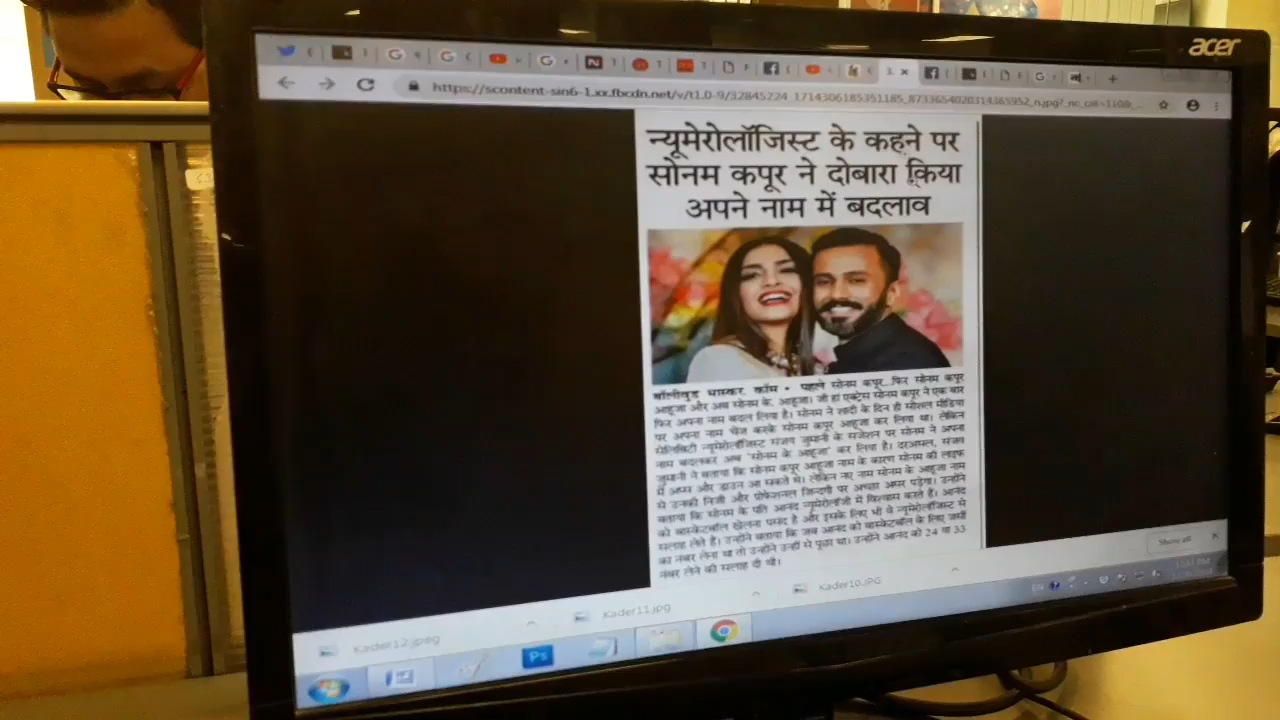 acer
https://scontent-sin6-1.xx.fbcdn.net/v/t1.0-9/32845224_1714306185351185_8733654020314365952_n.jpg?_nc_cat=110&_...
न्यूमेरोलॉजिस्ट के कहने पर
सोनम कपूर ने दोबारा किया
अपने नाम में बदलाव
बॉलीवुड भास्कर. कॉम • पहले सोनम कपूर...फिर सोनम कपूर
आहूजा और अब सोनम के. आहूजा। जी हां एक्ट्रेस सोनम कपूर ने एक बार
फिर अपना नाम बदल लिया है। सोनम ने शादी के दिन ही सोशल मीडिया
पर अपना नाम चेंज करके सोनम कपूर आहूजा कर लिया था। लेकिन
सेलिब्रिटी न्यूमेरोलॉजिस्ट संजय जुमानी के सजेशन पर सोनम ने अपना
नाम बदलकर अब 'सोनम के आहूजा' कर लिया है। दरअसल, संजय
जुमानी ने बताया कि सोनम कपूर आहूजा नाम के कारण सोनम की लाइफ
में अप्स और डाउन आ सकते थे। लेकिन नए नाम सोनम के आहूजा नाम
से उनकी निजी और प्रोफेशनल जिन्दगी पर अच्छा असर पड़ेगा। उन्होंने
बताया कि सोनम के पति आनंद न्यूमेरोलॉजी में विश्वास करते हैं। आनंद
को बास्केटबॉल खेलना पसंद है और इसके लिए भी वे न्यूमेरोलॉजिस्ट से
सलाह लेते हैं। उन्होंने बताया कि जब आनंद को बास्केटबॉल के लिए जर्सी
का नंबर लेना था तो उन्होंने उन्हीं से पूछा था। उन्होंने आनंद को 24 या 33
नंबर लेने की सलाह दी थी।
Show all
Kader12.jpeg
Kader11.jpg
Kader10.JPG
Ps
EN